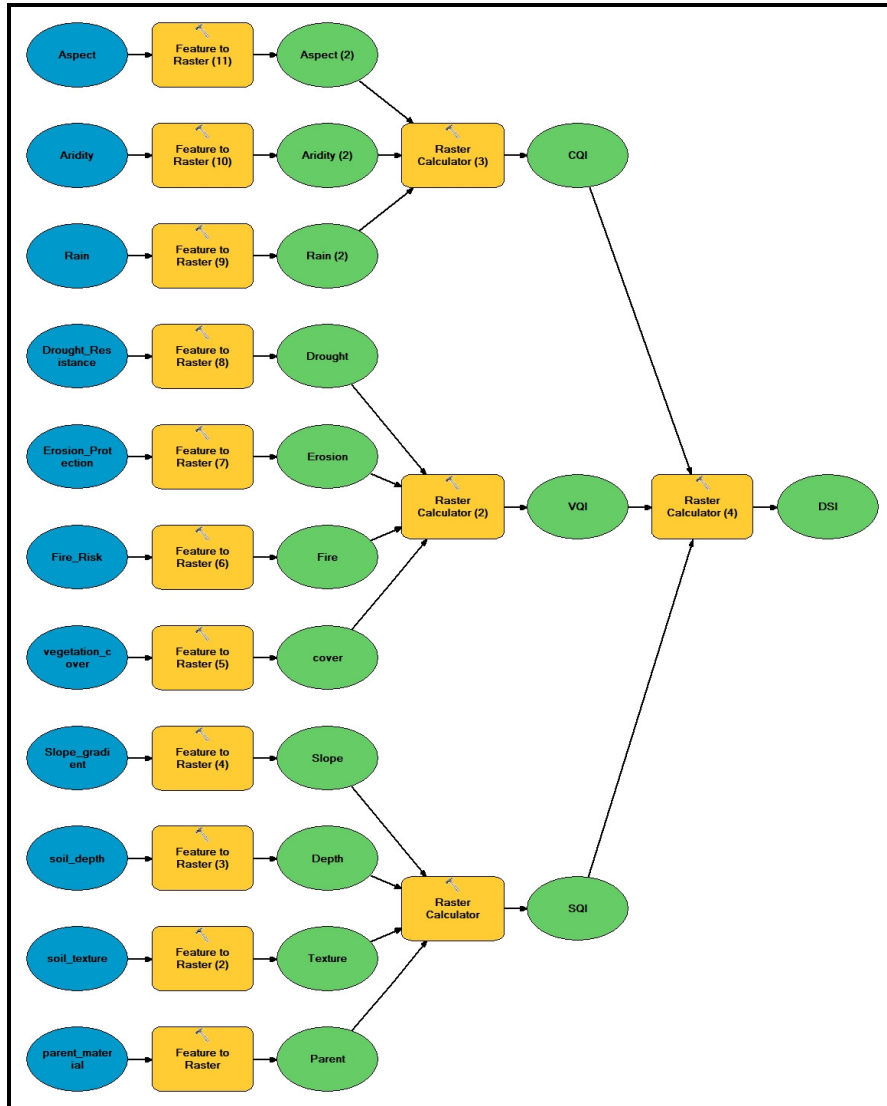 Aspect
Feature to
Raster (11)
Aspect (2)
Aridity
Feature to
Raster (10)
Aridity (2)
Raster
Calculator (3)
CQI
Rain
Feature to
Raster (9)
Rain (2)
Drought_Res
istance
Feature to
Raster (8)
Drought
Erosion_Prot
ection
Feature to
Raster (7)
Erosion
Raster
Calculator (2)
VQI
Raster
Calculator (4)
DSI
Fire_Risk
Feature to
Raster (6)
Fire
vegetation_c
over
Feature to
Raster (5)
cover
Slope_gradi
ent
Feature to
Raster (4)
Slope
soil_depth
Feature to
Raster (3)
Depth
Raster
Calculator
SQI
soil_texture
Feature to
Raster (2)
Texture
parent_mater
ial
Feature to
Raster
Parent